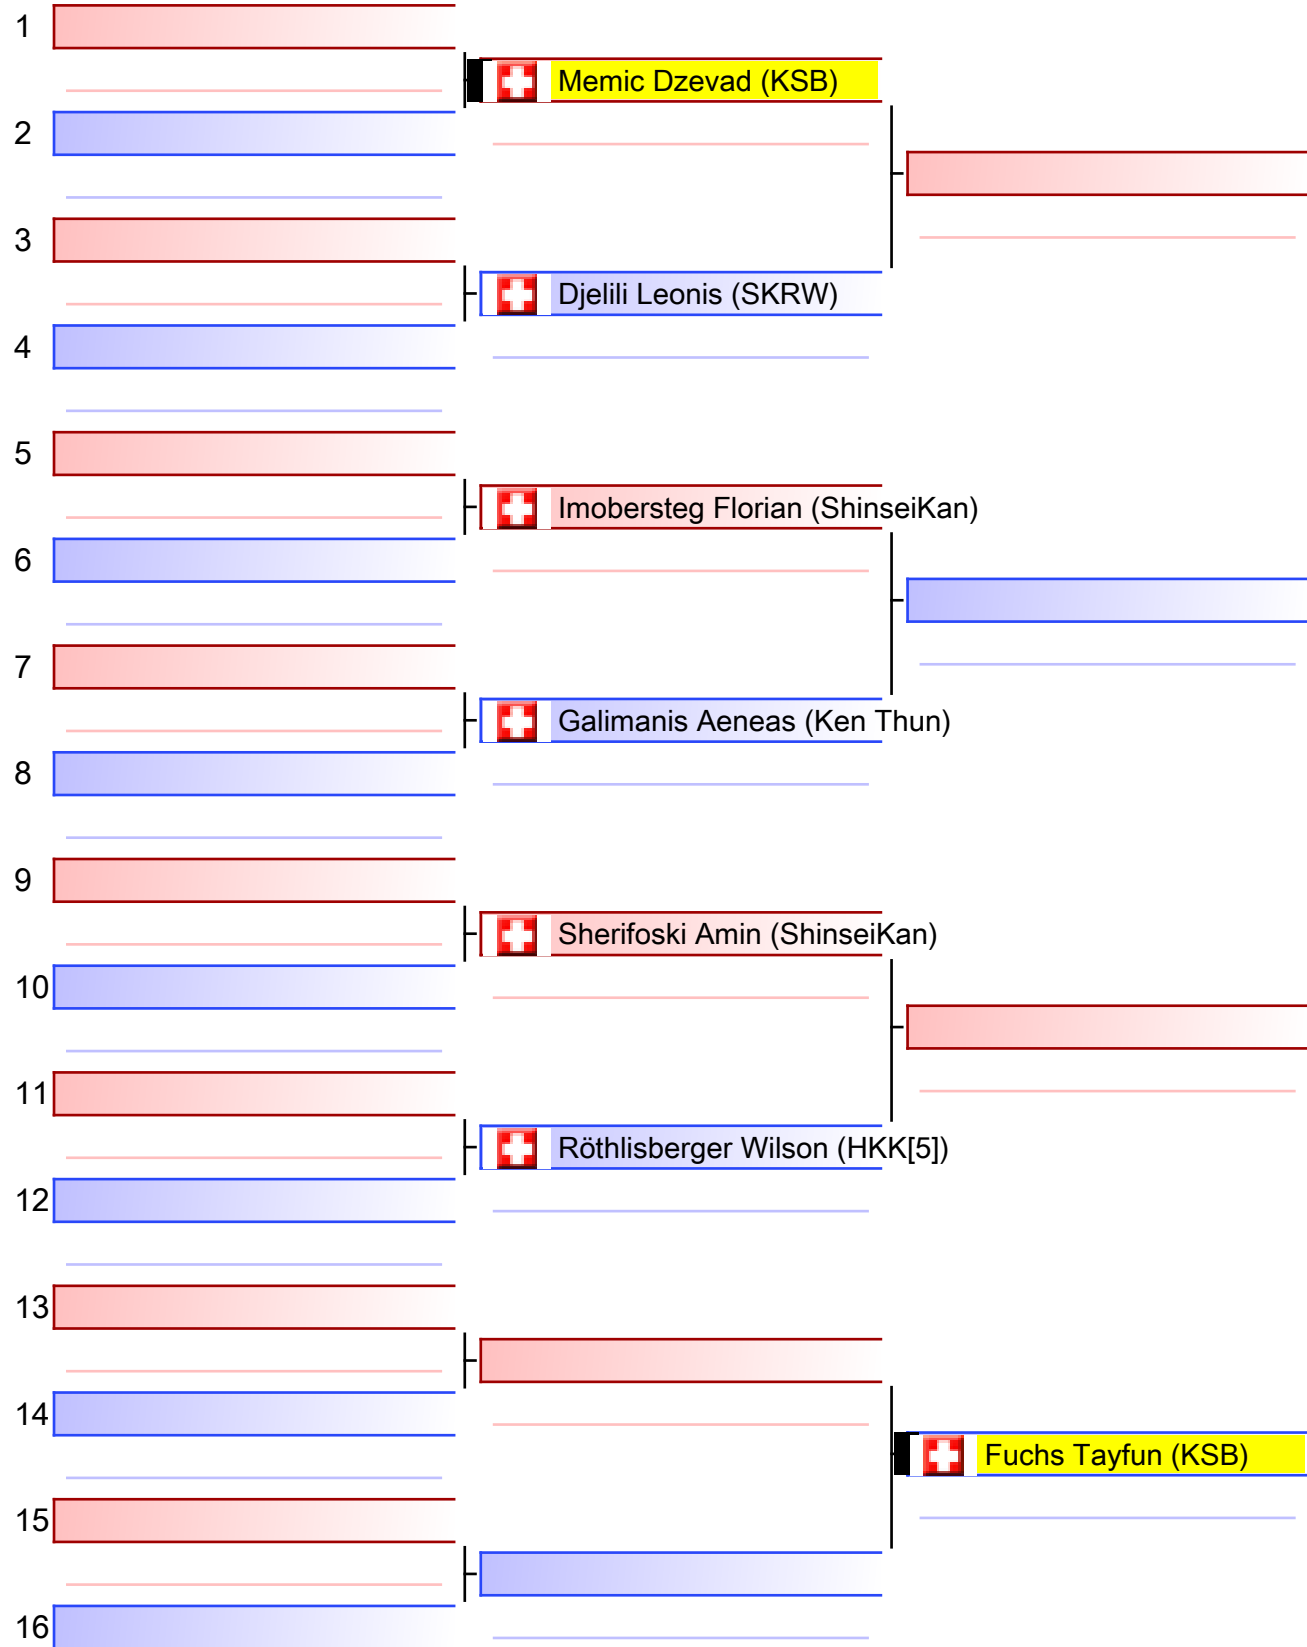 1
Memic Dzevad (KSB)
2
3
Djelili Leonis (SKRW)
4
5
Imobersteg Florian (ShinseiKan)
6
7
Galimanis Aeneas (Ken Thun)
8
9
Sherifoski Amin (ShinseiKan)
10
11
Röthlisberger Wilson (HKK[5])
12
13
14
Fuchs Tayfun (KSB)
15
16